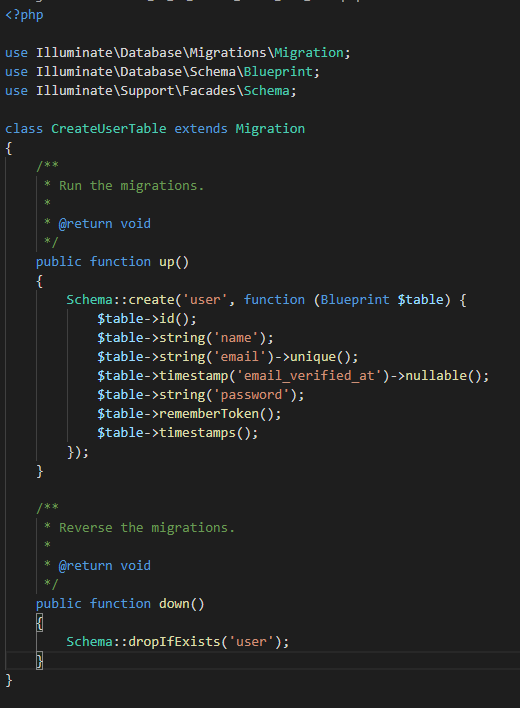 <?php
use Illuminate\Database\Migrations\Migration;
use Illuminate\Database\Schema\Blueprint;
use Illuminate\Support\Facades\Schema;
class CreateUserTable extends Migration
{
/**
* Run the migrations.
*
* @return void
*/
public function up()
{
Schema::create('user', function (Blueprint $table) {
$table->id();
$table->string('name');
$table->string('email')->unique();
$table->timestamp('email_verified_at')->nullable();
$table->string('password');
$table->rememberToken();
$table->timestamps();
});
}
/**
* Reverse the migrations.
*
* @return void
*/
public function down()
{
Schema::dropIfExists('user');
}
}